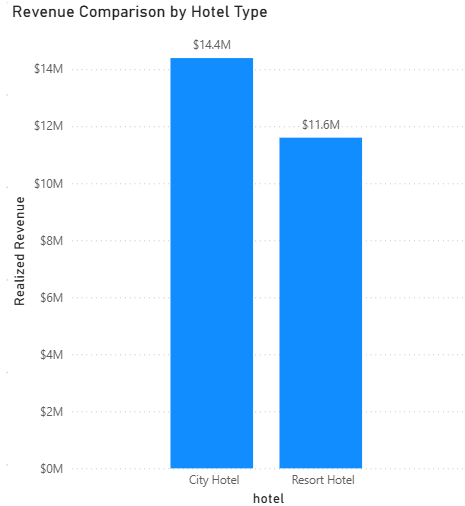 Revenue Comparison by Hotel Type
$14.4M
$14M
$12M
$11.6M
$10M
$8M
$6M
$4M
$2M
$0M
Realized Revenue
City Hotel
Resort Hotel
hotel